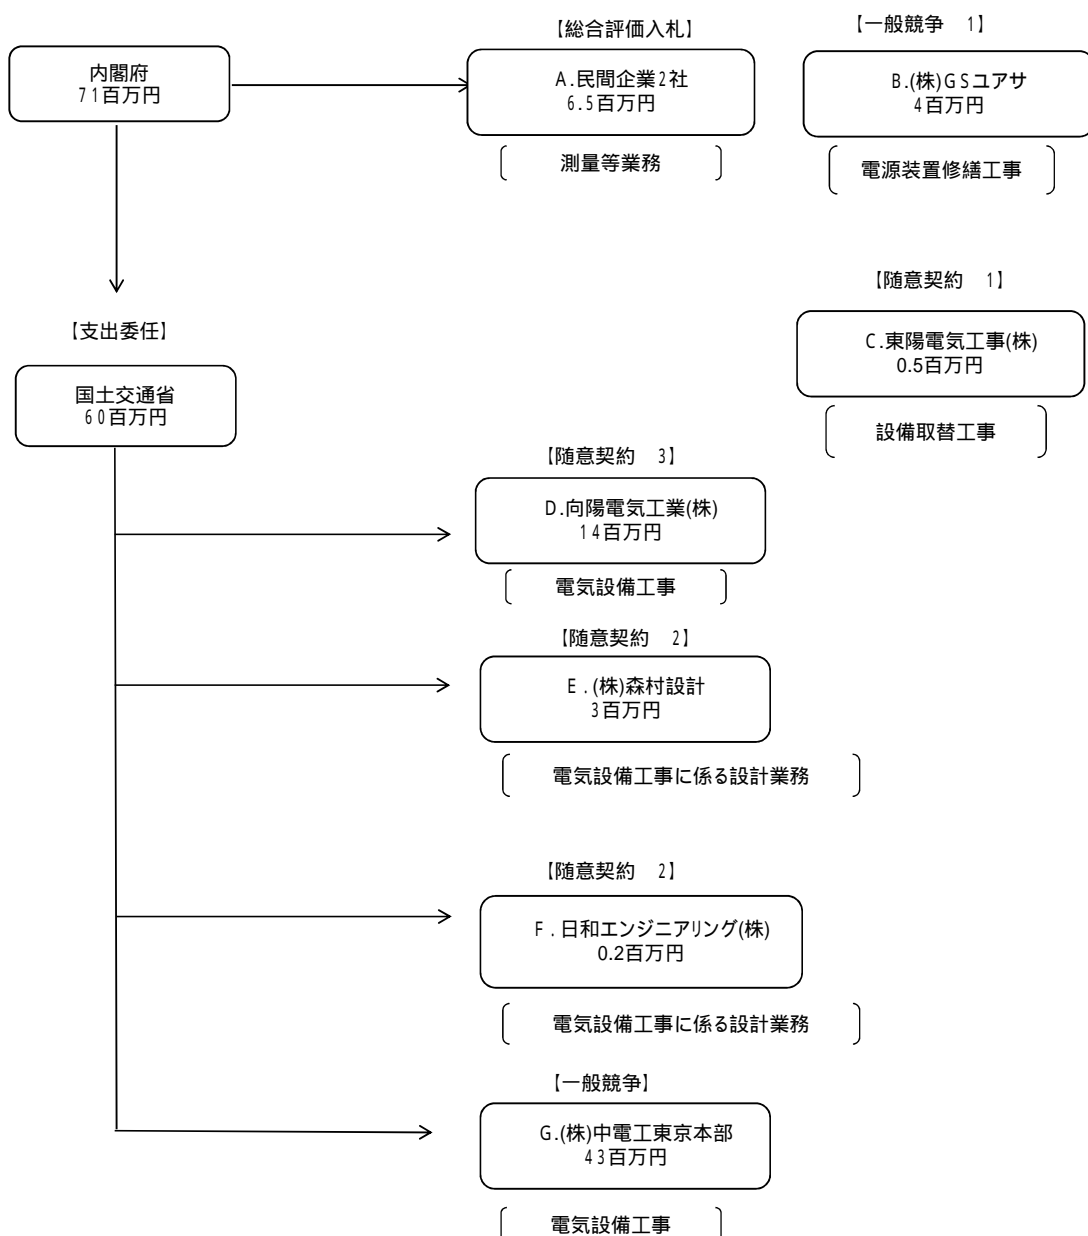 【総合評価入札】
【一般競争　1】
内閣府
71百万円
A.民間企業2社
6.5百万円
B.(株)GSユアサ
4百万円
測量等業務
電源装置修繕工事
【随意契約　1】
【支出委任】
C.東陽電気工事(株)
0.5百万円
国土交通省
60百万円
設備取替工事
【随意契約　3】
D.向陽電気工業(株)
14百万円
電気設備工事
【随意契約　2】
E.(株)森村設計
3百万円
電気設備工事に係る設計業務
【随意契約　2】
F.日和エンジニアリング(株)
0.2百万円
電気設備工事に係る設計業務
【一般競争】
G.(株)中電工東京本部
43百万円
電気設備工事